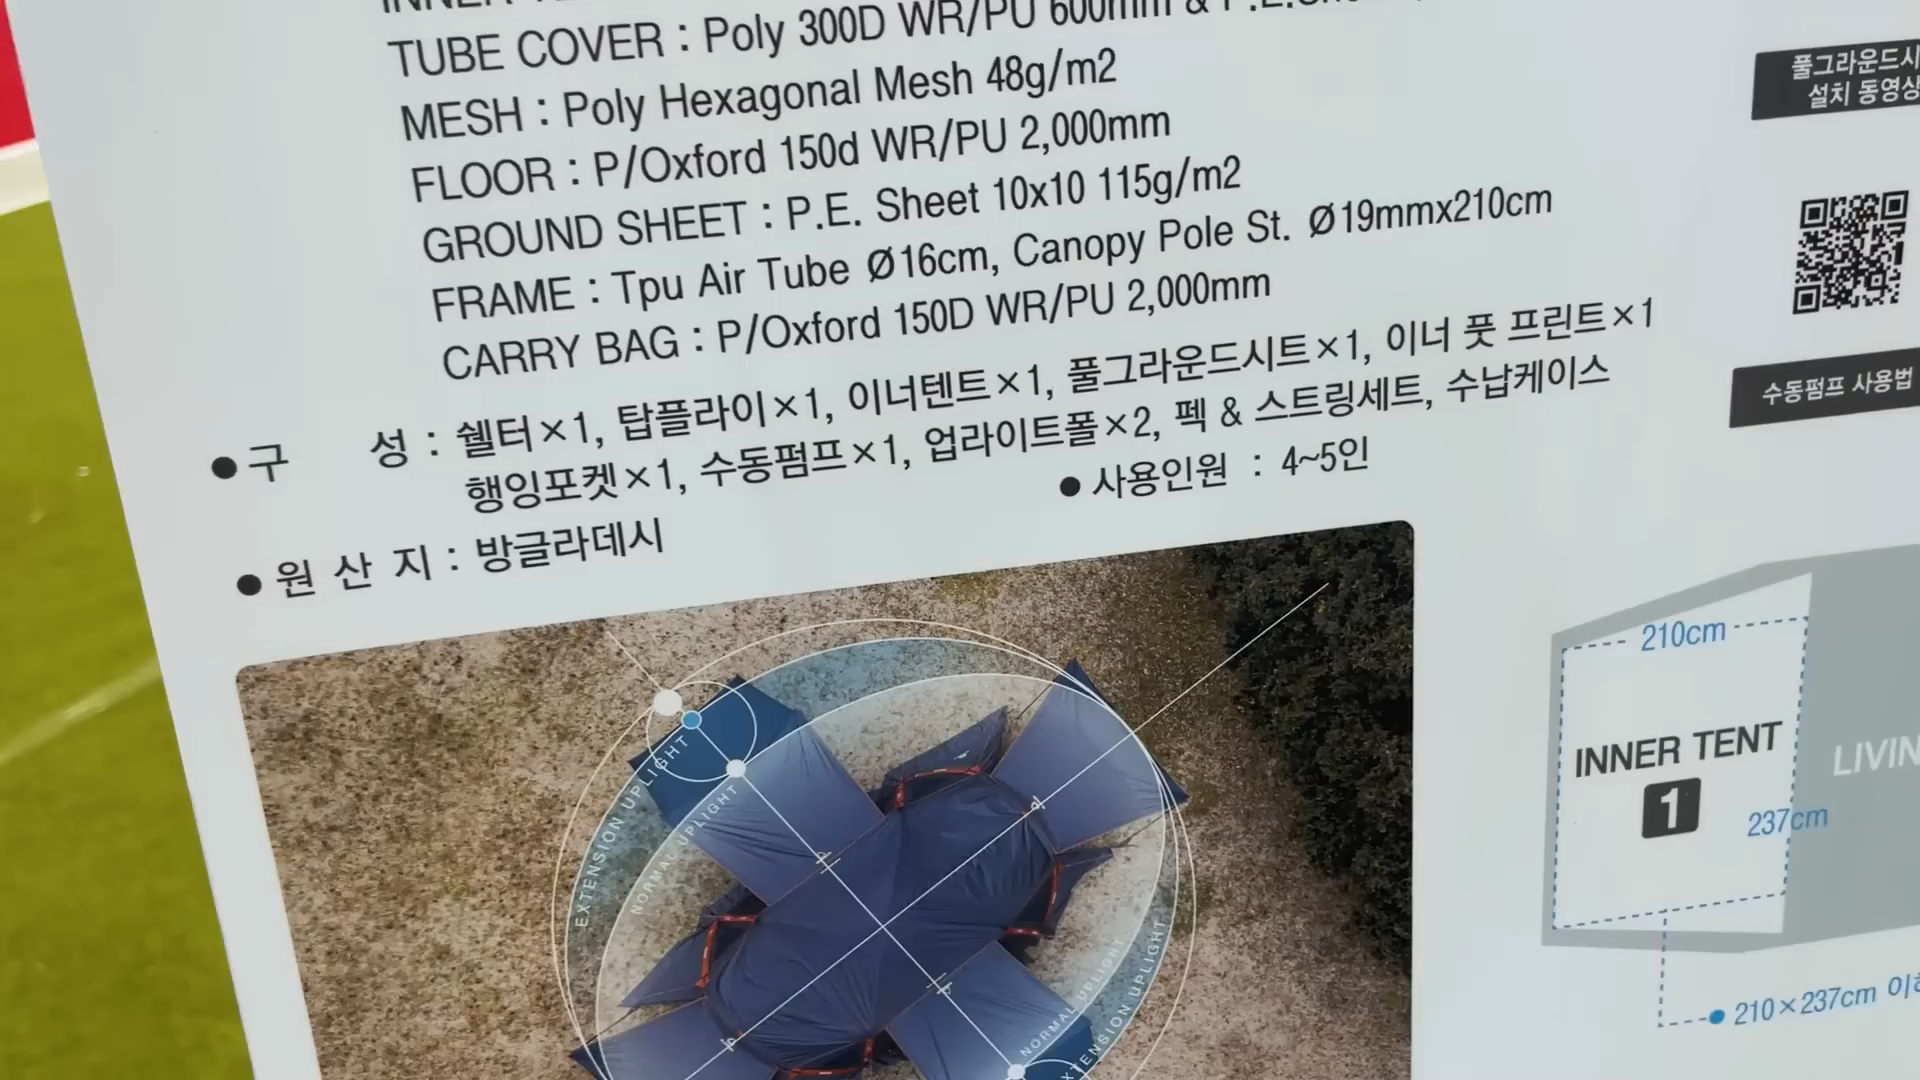 TUBE COVER : Poly 300D WR/PU 600mm &
MESH : Poly Hexagonal Mesh 48g/m2
FLOOR : P/Oxford 150d WR/PU 2,000mm
GROUND SHEET : P.E. Sheet 10x10 115g/m2
FRAME : Tpu Air Tube Ø16cm, Canopy Pole St. Ø19mmx210cm
CARRY BAG : P/Oxford 150D WR/PU 2,000mm
● 구 성 : 쉘터×1, 탑플라이×1, 이너텐트×1, 풀그라운드시트×1, 이너 풋 프린트×1
행잉포켓×1, 수동펌프×1, 업라이트폴×2, 펙 & 스트링세트, 수납케이스
● 원 산 지 : 방글라데시
● 사용인원 : 4~5인
풀그라운드시
설치 동영상
수동펌프 사용법
EXTENSION UPLIGHT
NORMAL UPLIGHT
NORMAL UPLIGHT
EXTENSION UPLIGHT
210cm
INNER TENT
1
237cm
LIVIN
210×237cm